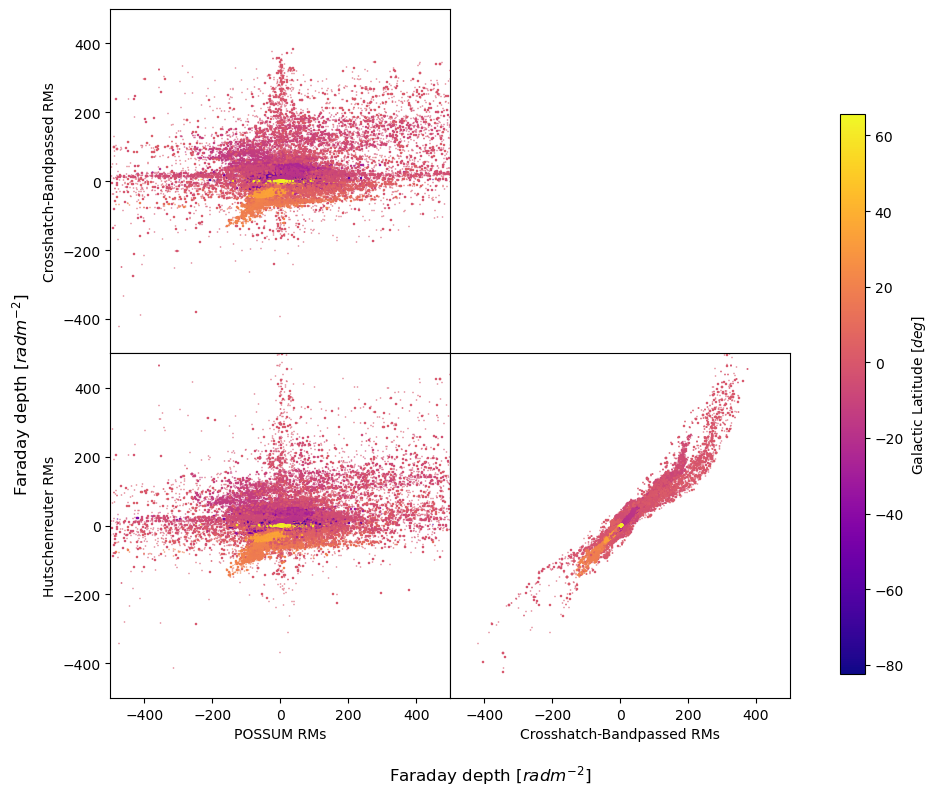 400
200
0
−200
−400
Crosshatch-Bandpassed RMs
400
200
0
−200
−400
Hutschenreuter RMs
Faraday depth [radm⁻²]
−400 −200 0 200 400
POSSUM RMs
−400 −200 0 200 400
Crosshatch-Bandpassed RMs
Faraday depth [radm⁻²]
60
40
20
0
−20
−40
−60
−80
Galactic Latitude [deg]